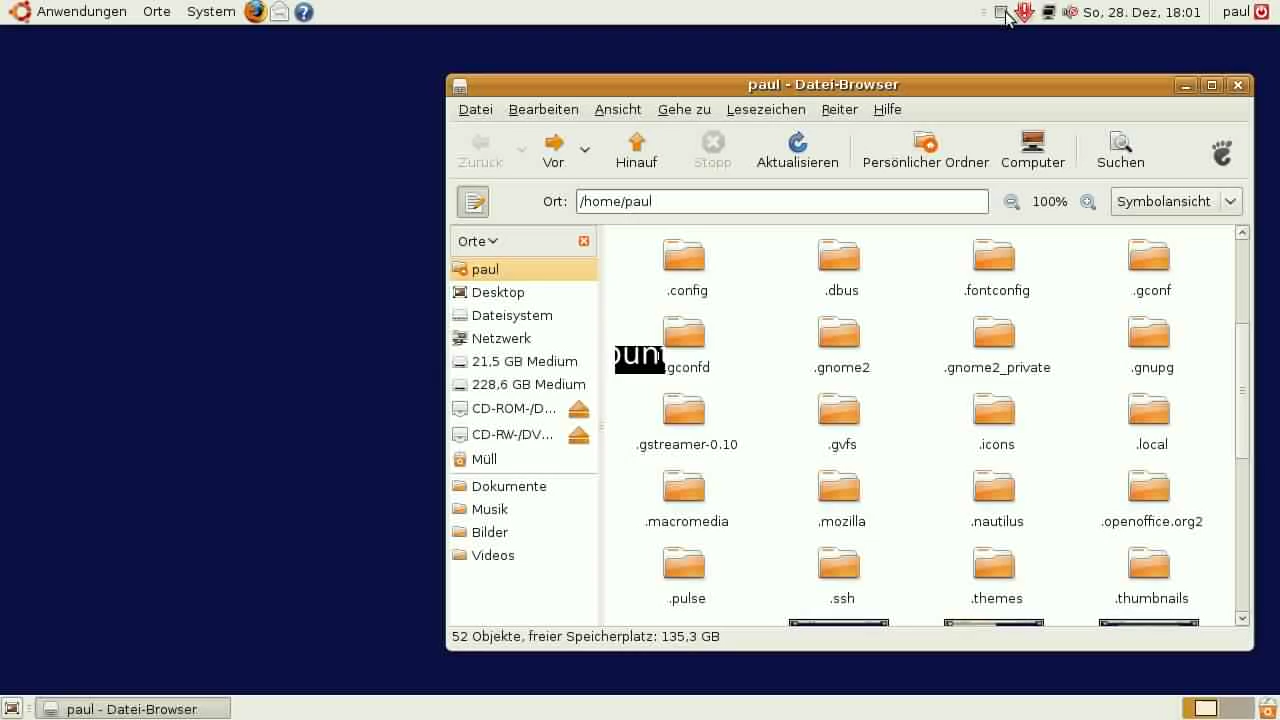 Anwendungen Orte System So, 28. Dez, 18:01 paul
paul - Datei-Browser
Datei Bearbeiten Ansicht Gehe zu Lesezeichen Reiter Hilfe
Zurück Vor Hinauf Stopp Aktualisieren Persönlicher Ordner Computer Suchen
Ort: /home/paul 100% Symbolansicht
Orte
paul
Desktop
Dateisystem
Netzwerk
21,5 GB Medium
228,6 GB Medium
CD-ROM-/D...
CD-RW-/DV...
Müll
Dokumente
Musik
Bilder
Videos
.config .dbus .fontconfig .gconf
.gconfd .gnome2 .gnome2_private .gnupg
.gstreamer-0.10 .gvfs .icons .local
.macromedia .mozilla .nautilus .openoffice.org2
.pulse .ssh .themes .thumbnails
52 Objekte, freier Speicherplatz: 135,3 GB
paul - Datei-Browser